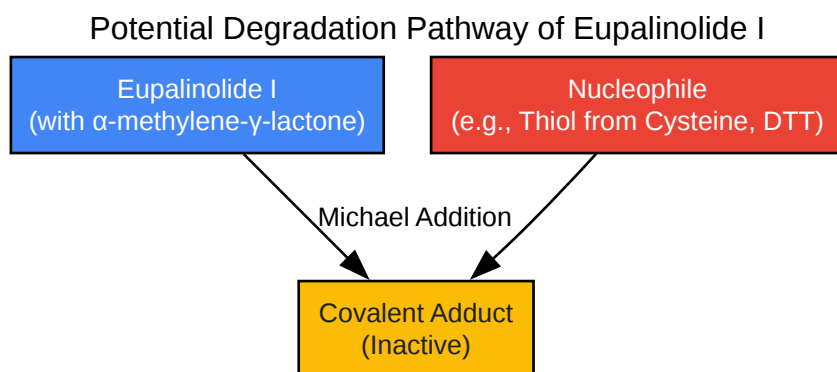 Potential Degradation Pathway of Eupalinolide I
Eupalinolide I
(with α-methylene-γ-lactone)
Nucleophile
(e.g., Thiol from Cysteine, DTT)
Michael Addition
Covalent Adduct
(Inactive)